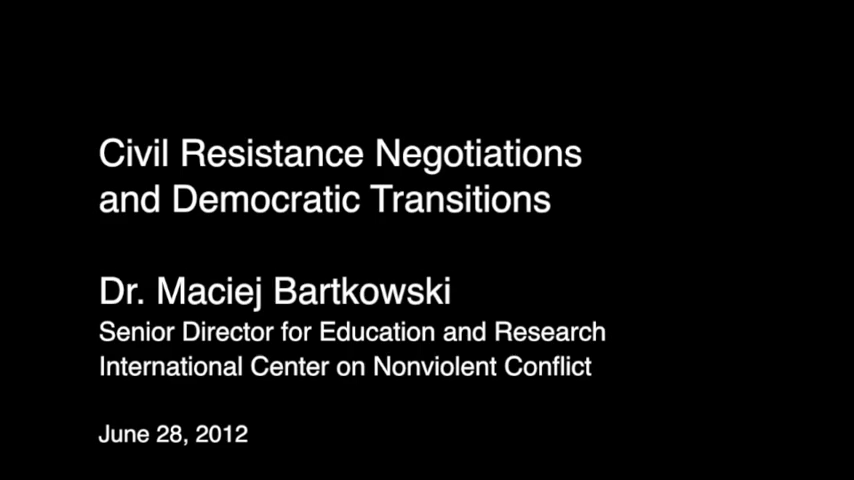 Civil Resistance Negotiations
and Democratic Transitions
Dr. Maciej Bartkowski
Senior Director for Education and Research
International Center on Nonviolent Conflict
June 28, 2012